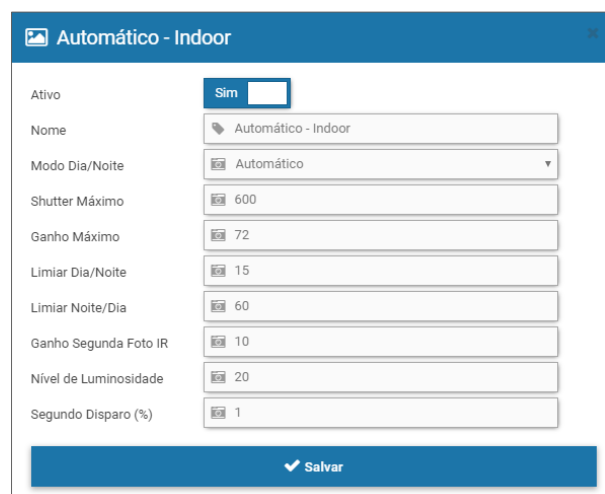 Automático - Indoor
Ativo Sim
Nome Automático - Indoor
Modo Dia/Noite Automático
Shutter Máximo 600
Ganho Máximo 72
Limiar Dia/Noite 15
Limiar Noite/Dia 60
Ganho Segunda Foto IR 10
Nível de Luminosidade 20
Segundo Disparo (%) 1
Salvar